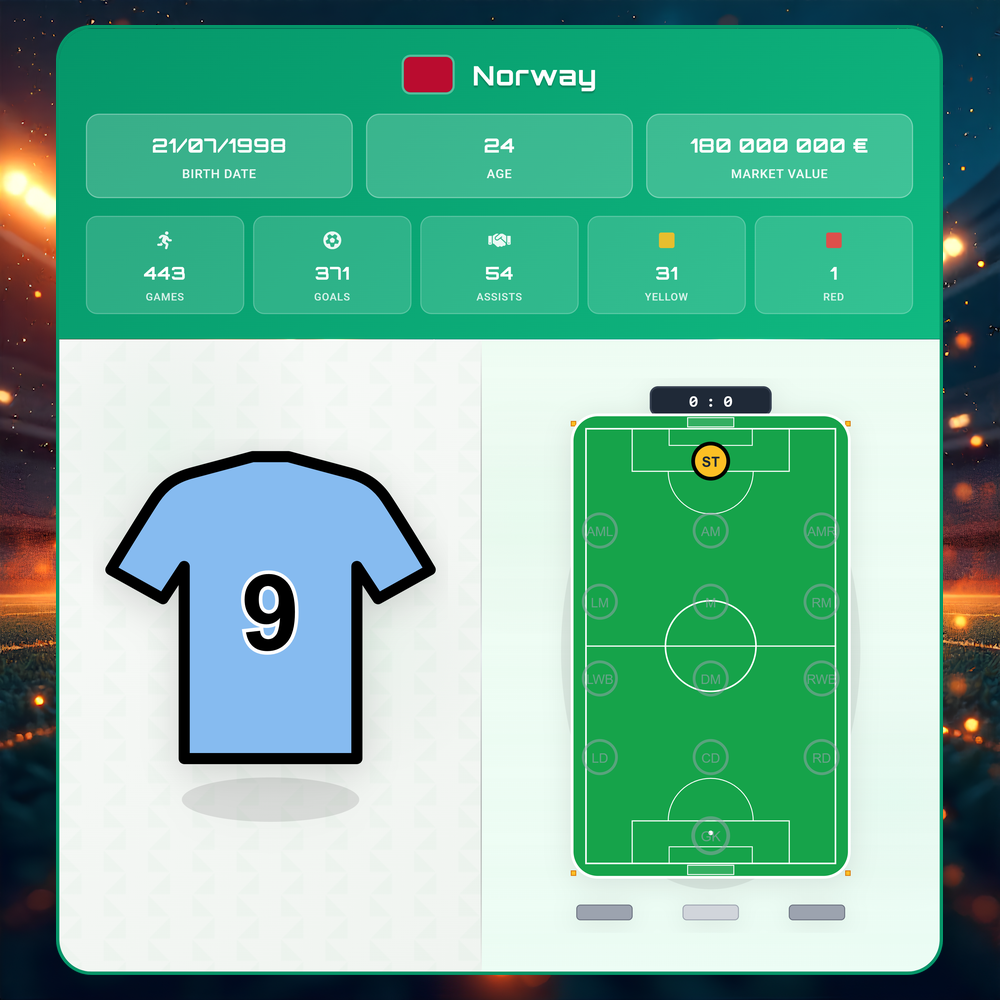 Norway
21/07/1998
BIRTH DATE
24
AGE
180 000 000 €
MARKET VALUE
443
GAMES
371
GOALS
54
ASSISTS
31
YELLOW
1
RED
0 : 0
ST
AML
AM
AMR
LM
M
RM
LWB
DM
RWB
LD
CD
RD
GK
9